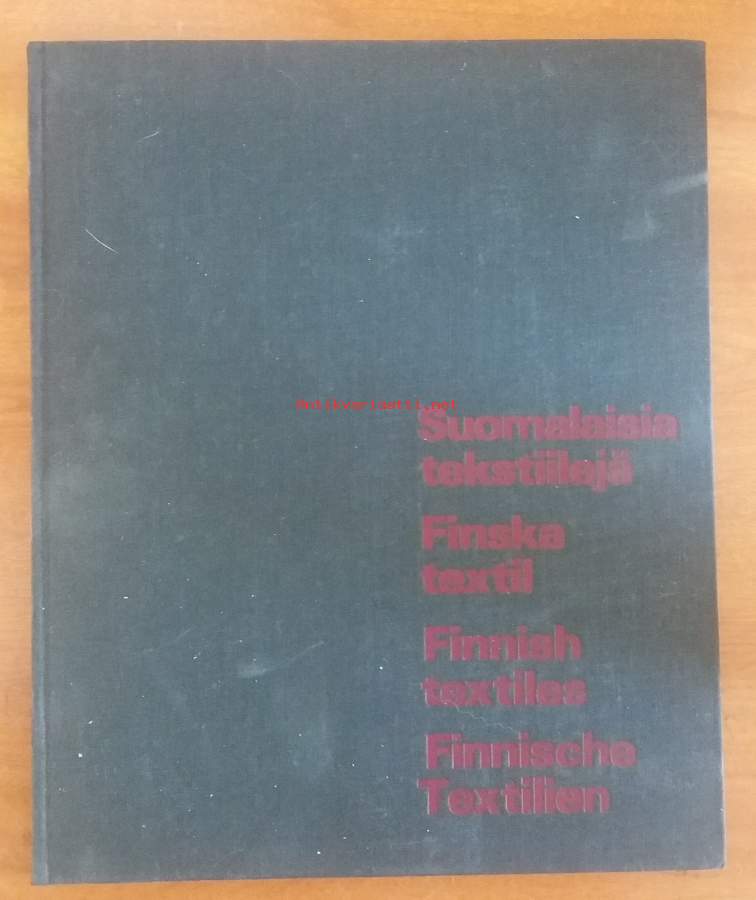 Antikvariaatti.net
Suomalaisia
tekstiilejä
Finska
textil
Finnish
textiles
Finnische
Textilien